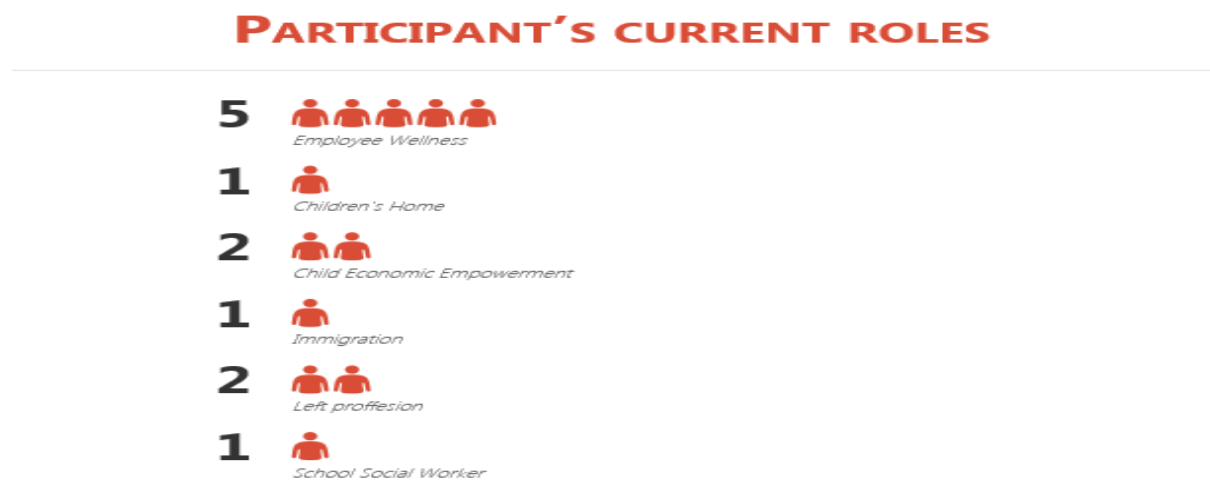 PARTICIPANT'S CURRENT ROLES
5
Employee Wellness
1
Children's Home
2
Child Economic Empowerment
1
Immigration
2
Left proffesion
1
School Social Worker